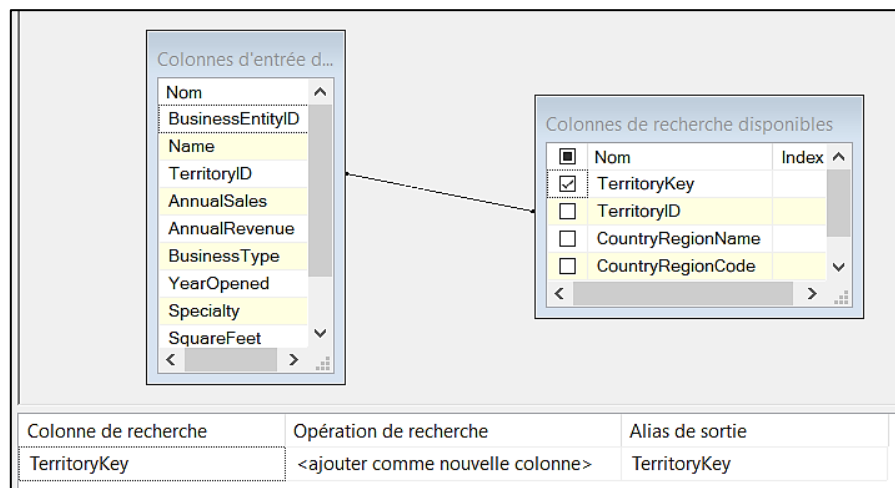 Colonnes d'entrée d...
Nom
BusinessEntityID
Name
TerritoryID
AnnualSales
AnnualRevenue
BusinessType
YearOpened
Specialty
SquareFeet
Colonnes de recherche disponibles
Nom Index
TerritoryKey
TerritoryID
CountryRegionName
CountryRegionCode
Colonne de recherche Opération de recherche Alias de sortie
TerritoryKey <ajouter comme nouvelle colonne> TerritoryKey